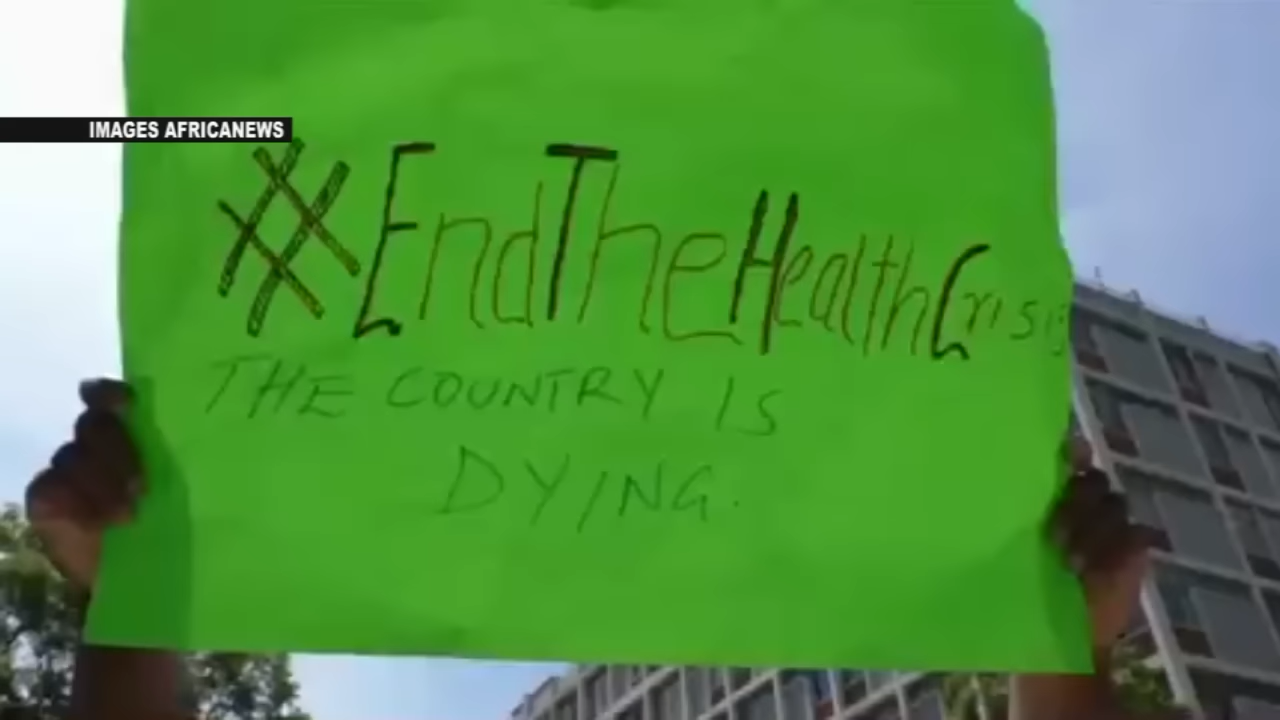 IMAGES AFRICANEWS
#EndTheHealthCrisis
THE COUNTRY IS
DYING.